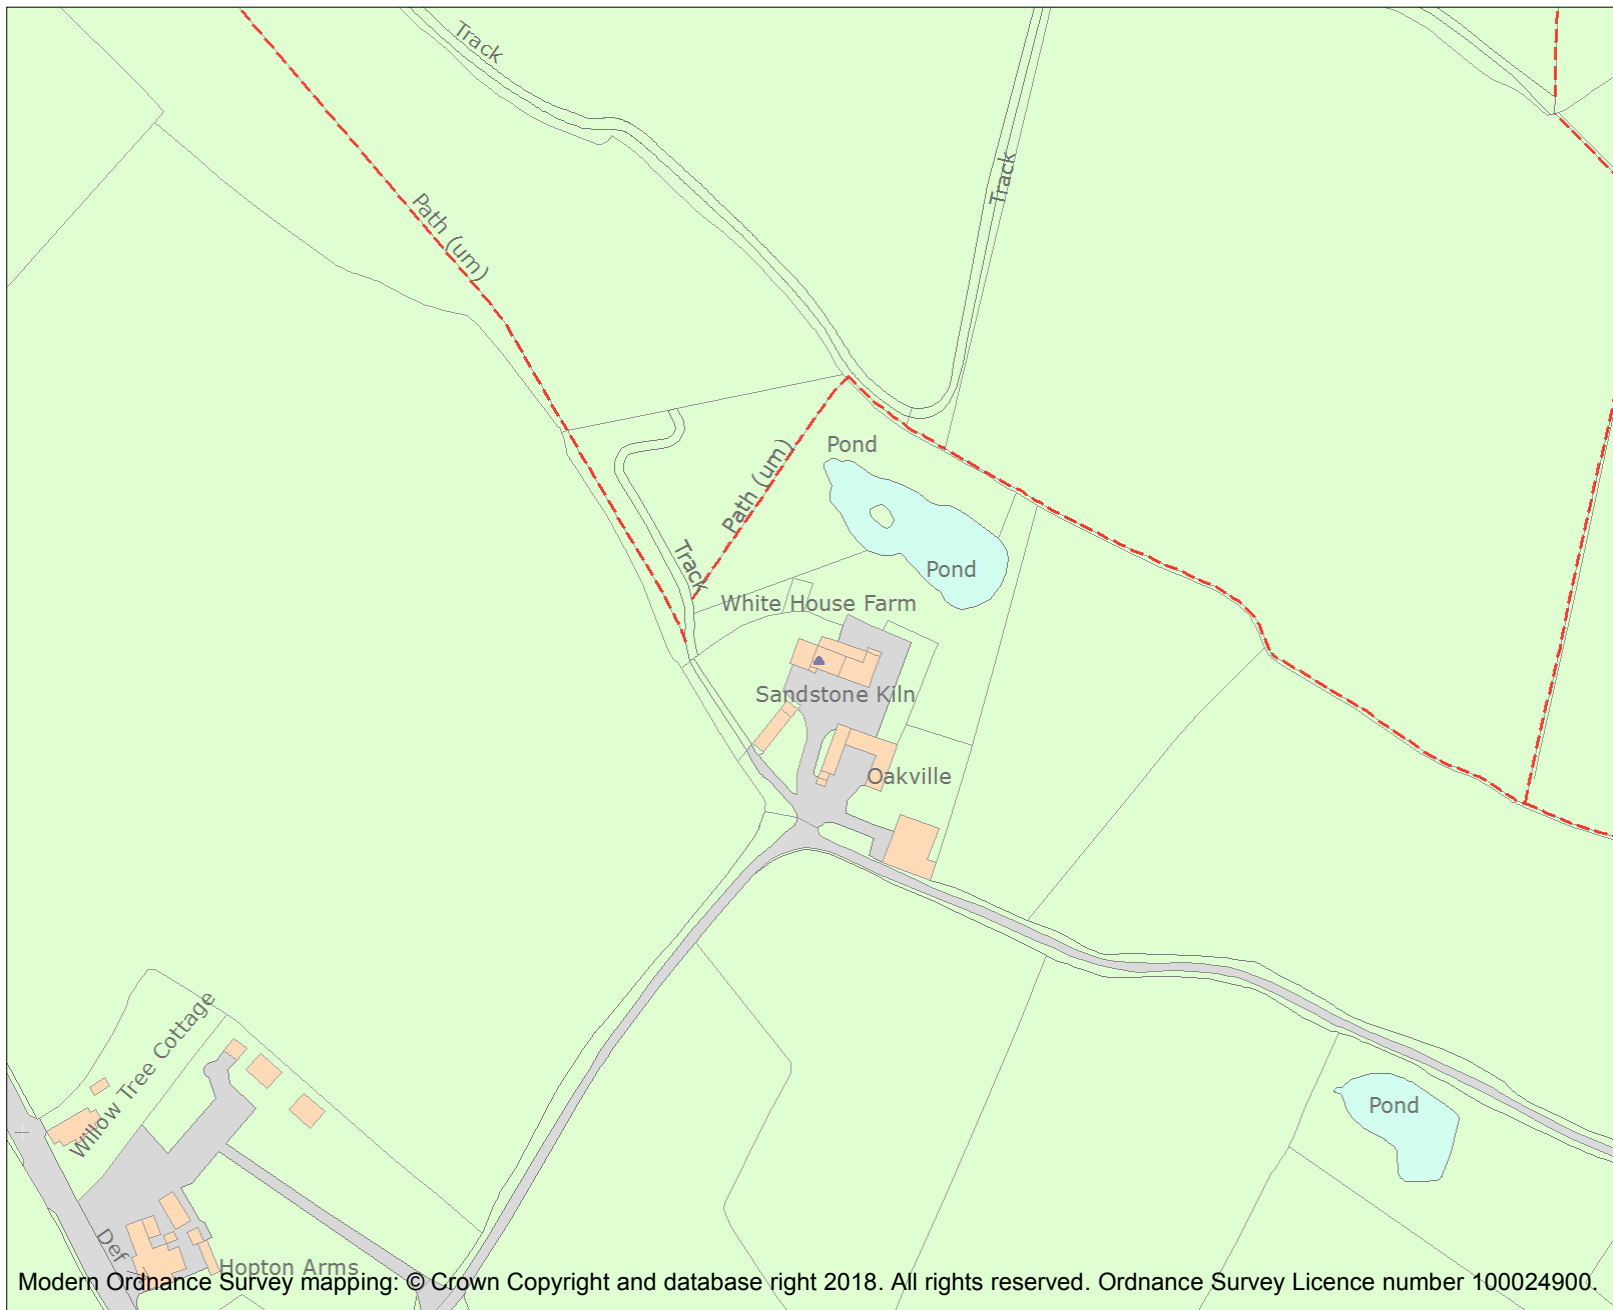 Track
Track
Path (um)
Pond
Path (um)
Track
Pond
White House Farm
Sandstone Kiln
Oakville
Willow Tree Cottage
Pond
Def
Hopton Arms
Modern Ordnance Survey mapping: © Crown Copyright and database right 2018. All rights reserved. Ordnance Survey Licence number 100024900.